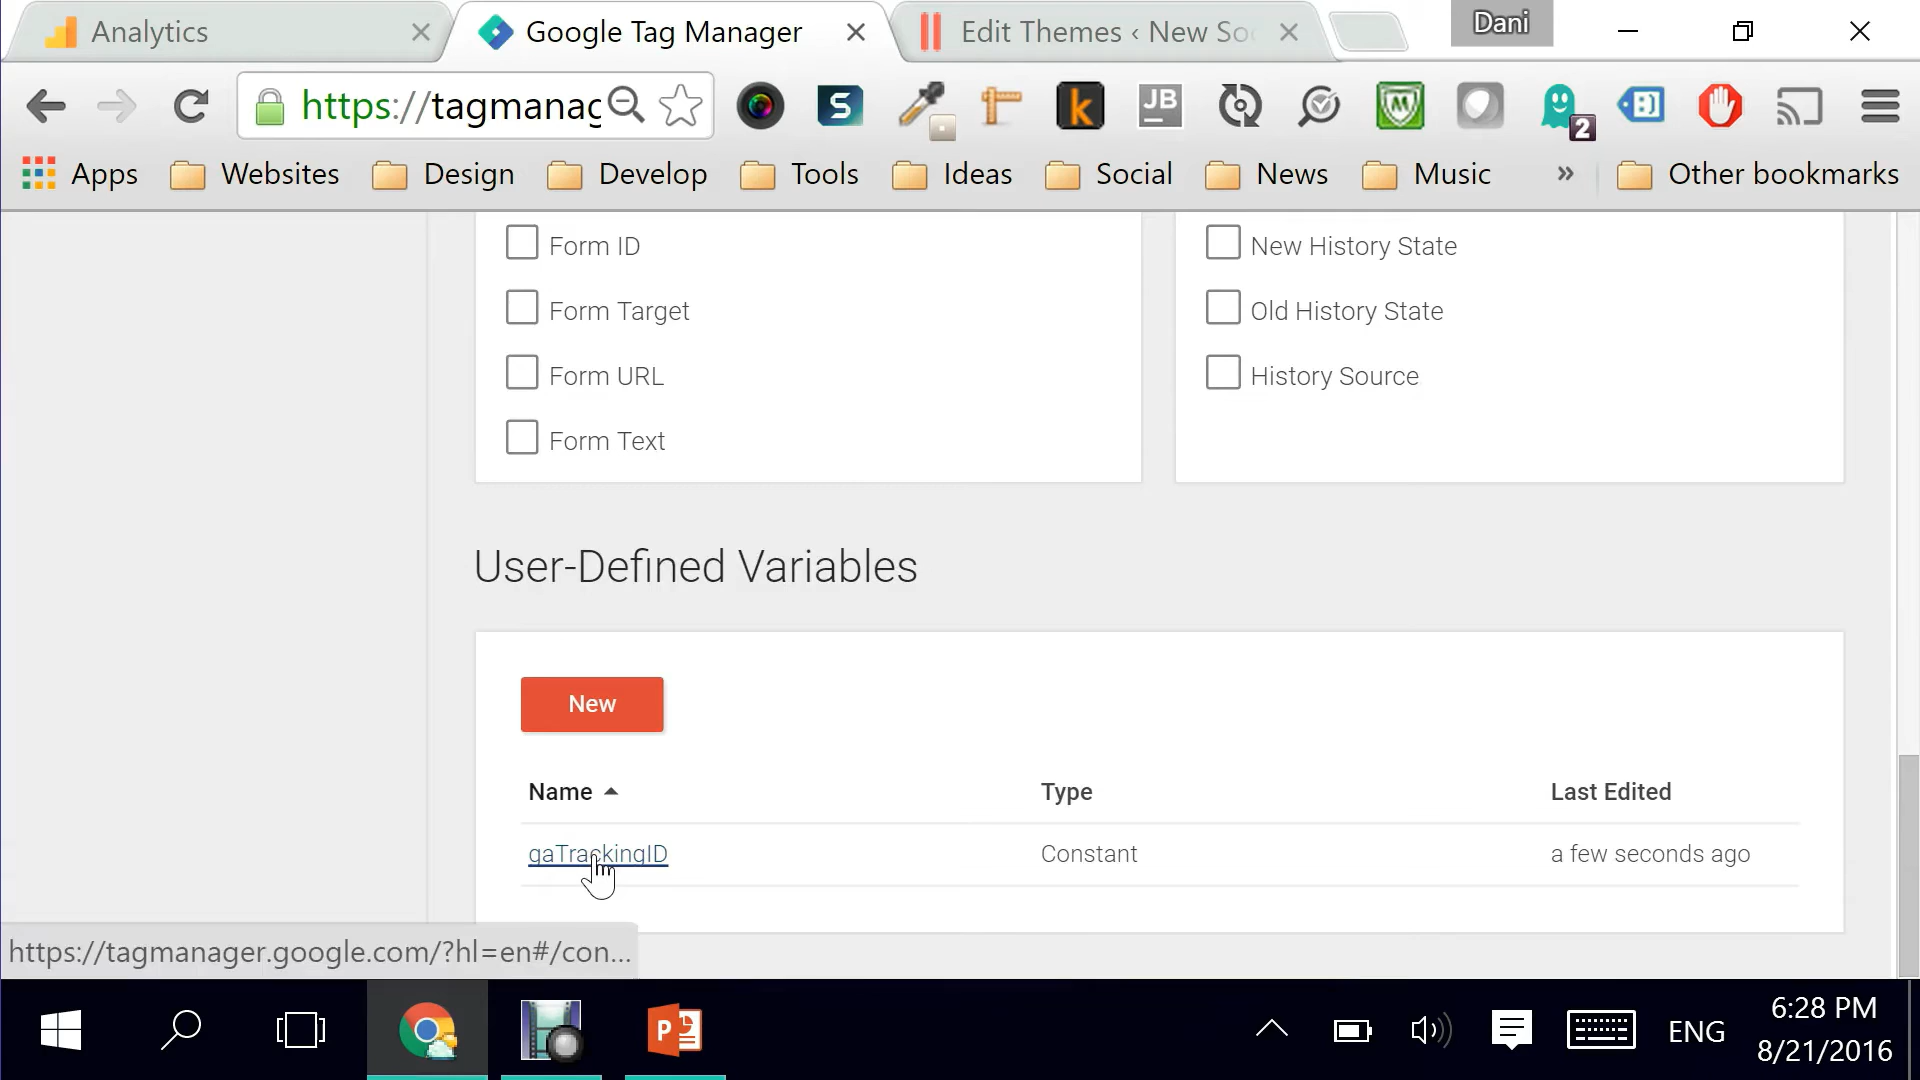 Analytics
Google Tag Manager
Edit Themes ‹ New So
Dani
https://tagmanag
S
k
JB
M
2
B)
Apps
Websites
Design
Develop
Tools
Ideas
Social
News
Music
»
Other bookmarks
Form ID
Form Target
Form URL
Form Text
New History State
Old History State
History Source
User-Defined Variables
New
Name
Type
Last Edited
gaTrackingID
Constant
a few seconds ago
https://tagmanager.google.com/?hl=en#/con...
P
ENG
6:28 PM
8/21/2016